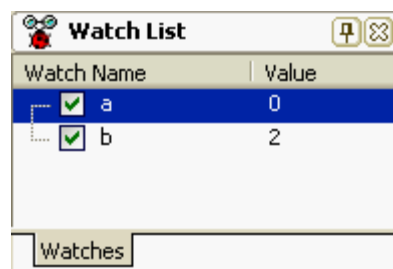 Watch List
Watch Name Value
a 0
b 2
Watches